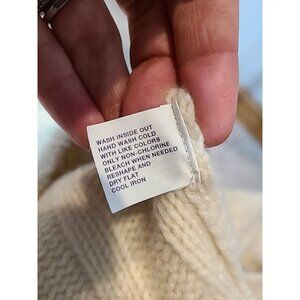 WASH INSIDE OUT
HAND WASH COLD
WITH LIKE COLORS
ONLY NON-CHLORINE
BLEACH WHEN NEEDED
RESHAPE AND
DRY FLAT
COOL IRON